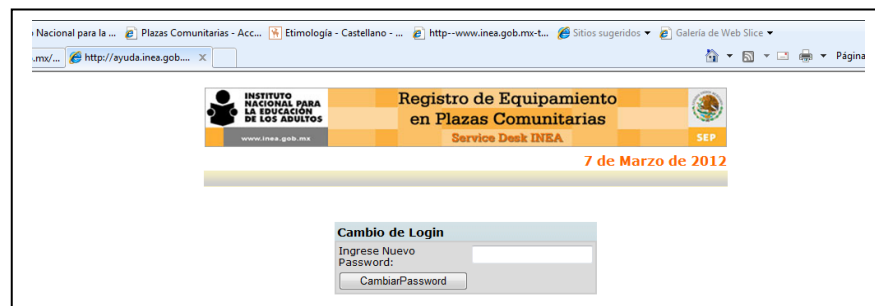 Nacional para la ... Plazas Comunitarias - Acc... Etimología - Castellano - ... http--www.inea.gob.mx-t... Sitios sugeridos Galería de Web Slice
.mx/... http://ayuda.inea.gob.... X Página
INSTITUTO
NACIONAL PARA
LA EDUCACIÓN
DE LOS ADULTOS
www.inea.gob.mx
Registro de Equipamiento
en Plazas Comunitarias
Service Desk INEA
SEP
7 de Marzo de 2012
Cambio de Login
Ingrese Nuevo
Password:
CambiarPassword